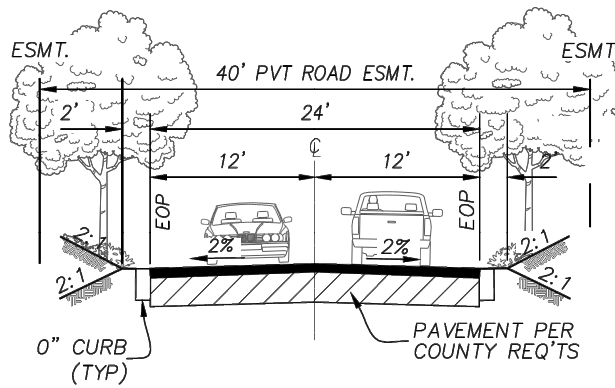 ESMT. ESMT
40' PVT ROAD ESMT.
2' 24'
12' ℄ 12' 2'
EOP EOP
2% 2%
2:1 2:1
2:1 2:1
0" CURB
(TYP)
PAVEMENT PER
COUNTY REQ'TS